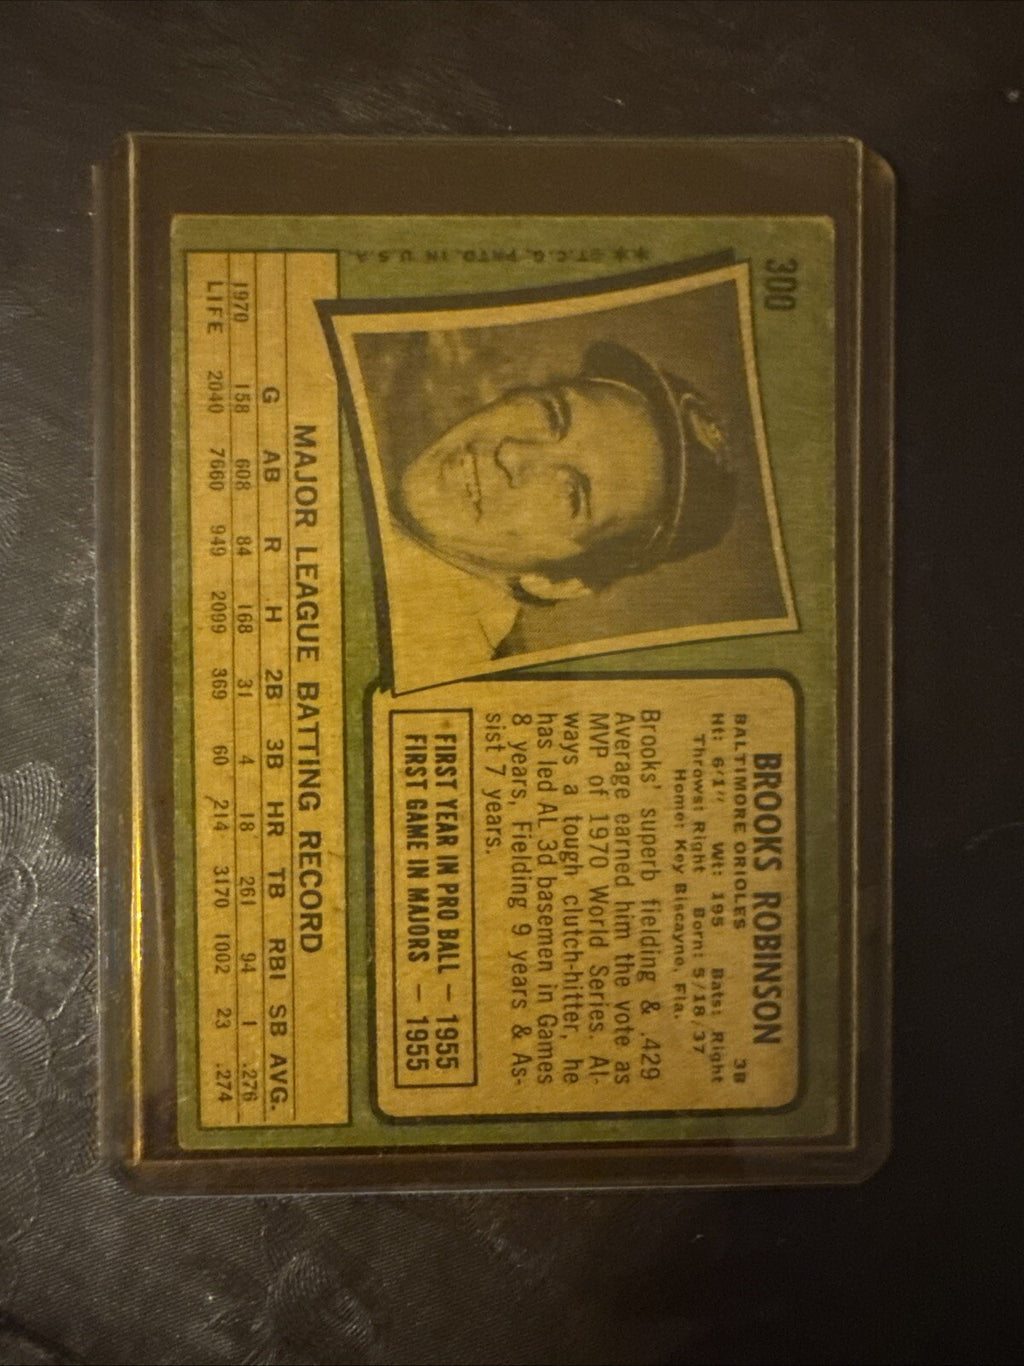 300
** ©T.C.G. PRTD. IN U.S.A.
BROOKS ROBINSON
BALTIMORE ORIOLES 3B
Ht: 6'1" Wt: 195 Bats: Right
Throws: Right Born: 5/18/37
Home: Key Biscayne, Fla.
Brooks' superb fielding & .429
Average earned him the vote as
MVP of 1970 World Series. Al-
ways a tough clutch-hitter, he
has led AL 3d basemen in Games
8 years, Fielding 9 years & As-
sist 7 years.
FIRST YEAR IN PRO BALL — 1955
FIRST GAME IN MAJORS — 1955
MAJOR LEAGUE BATTING RECORD
G AB R H 2B 3B HR TB RBI SB AVG.
1970 158 608 84 168 31 4 18 261 94 1 .276
LIFE 2040 7660 949 2099 369 60 214 3170 1002 23 .274